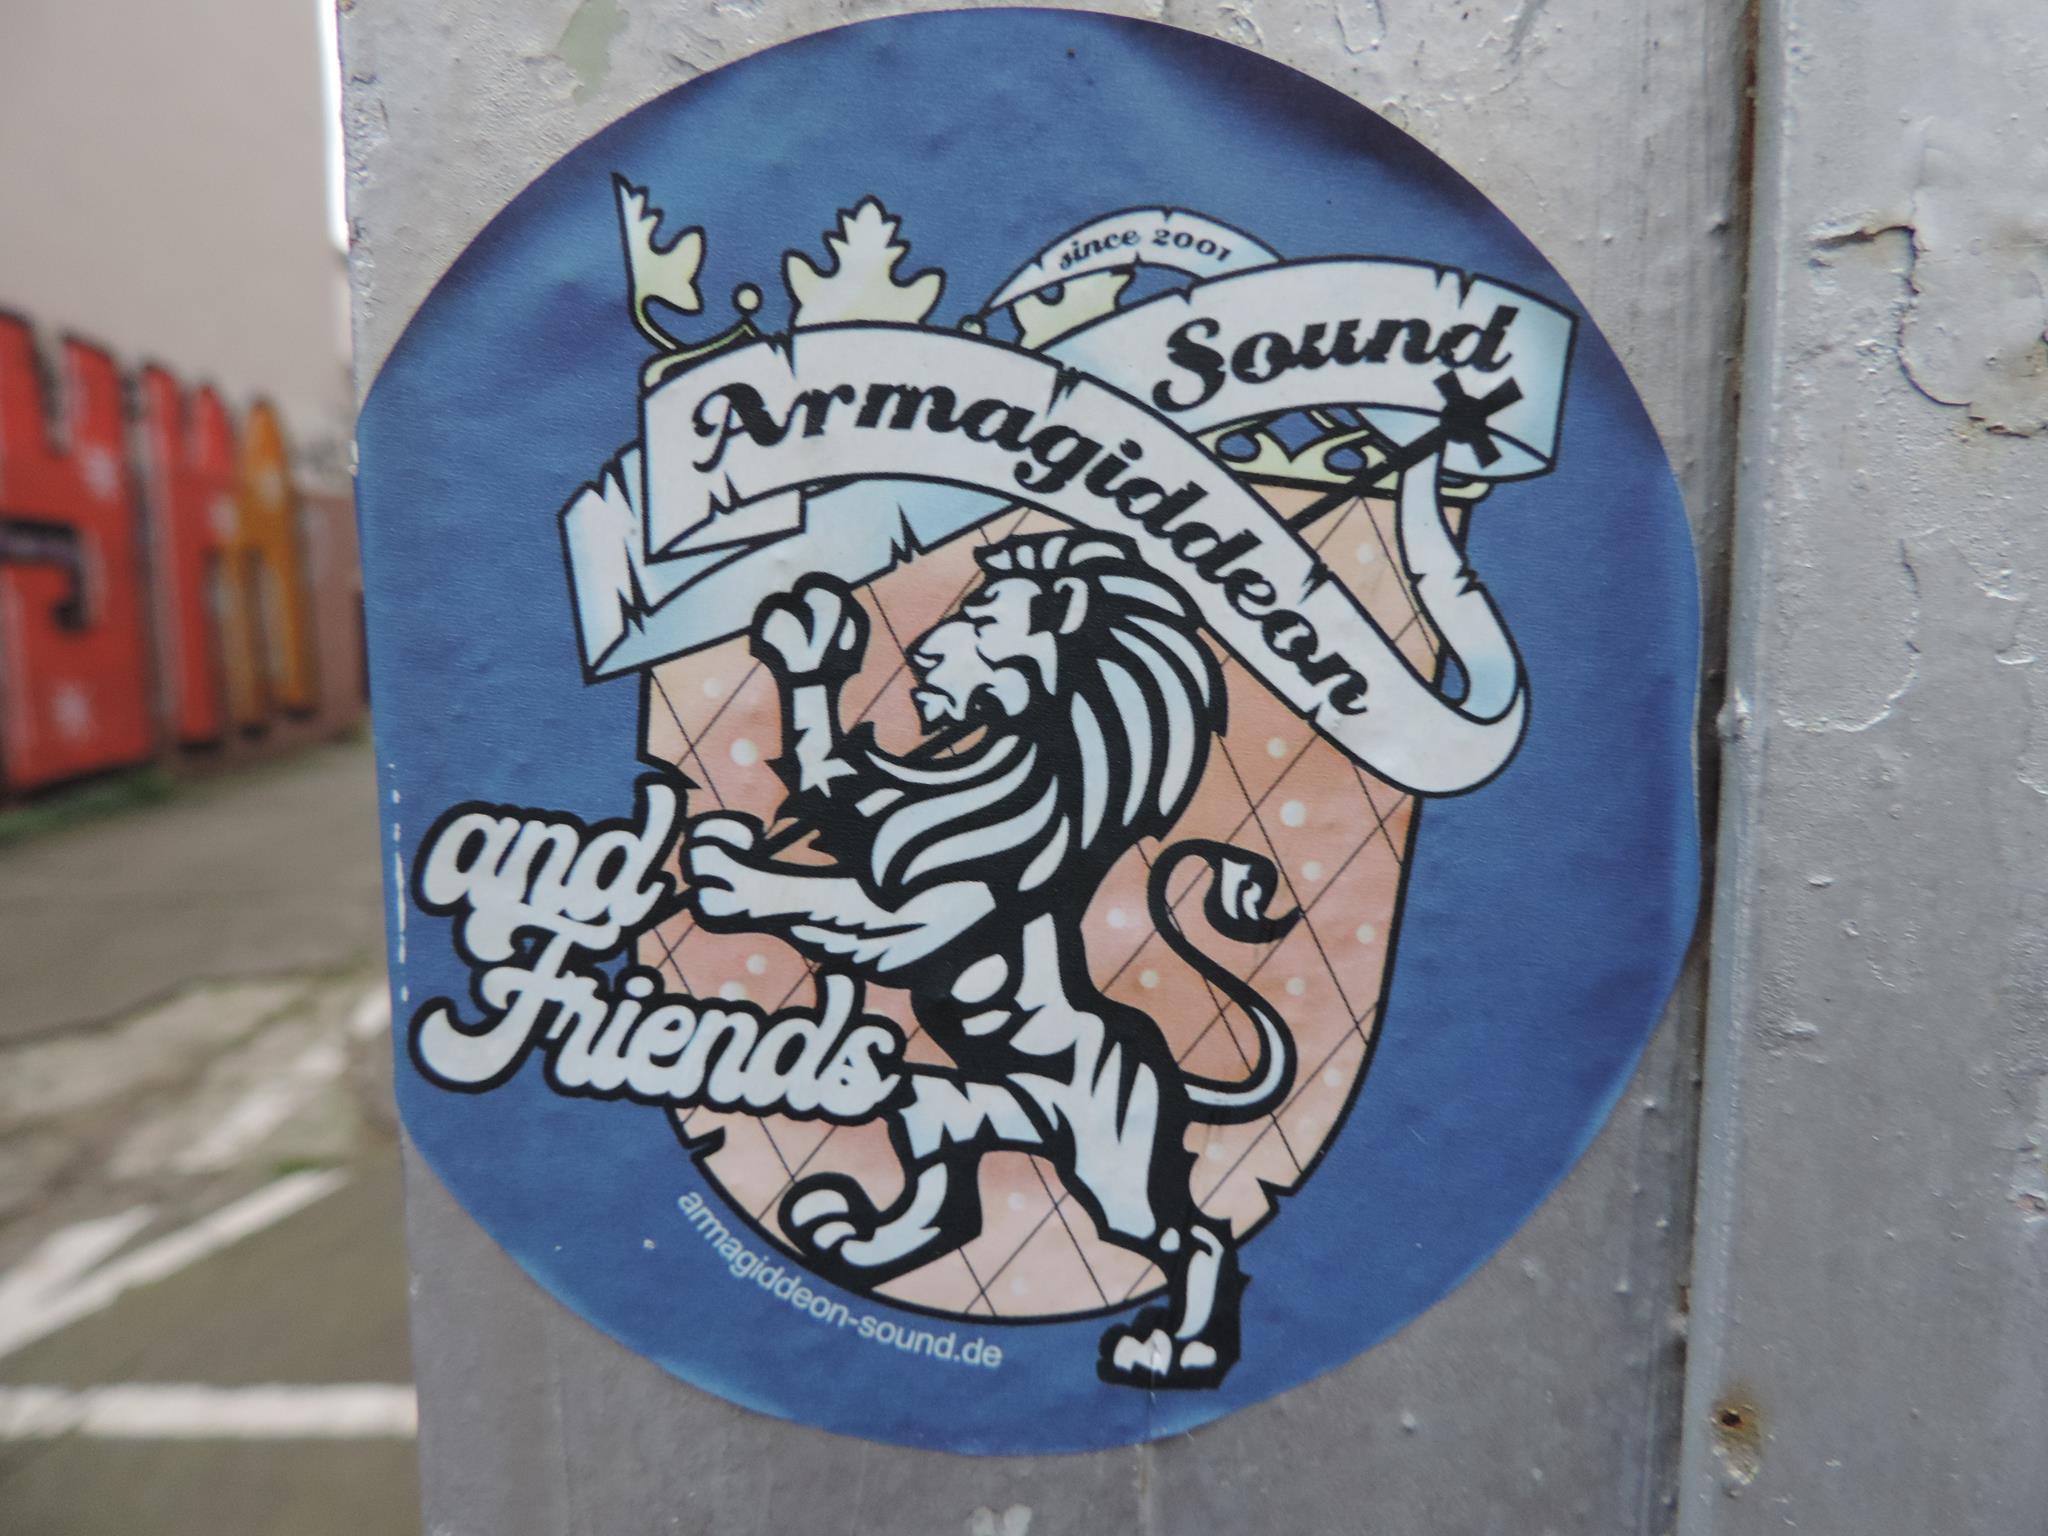 since 2001
Armagiddeon Sound
and
Friends
armagiddeon-sound.de